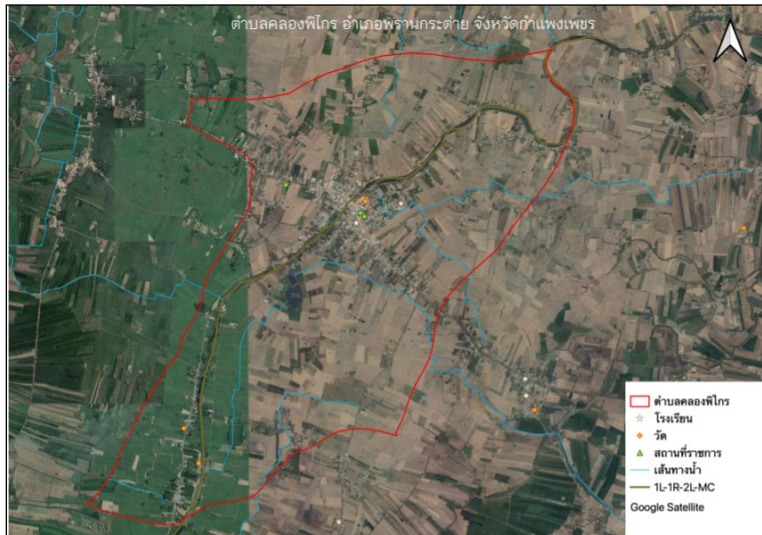 ตำบลคลองพิไกร อำเภอพรานกระต่าย จังหวัดกำแพงเพชร
ตำบลคลองพิไกร
โรงเรียน
วัด
สถานที่ราชการ
เส้นทางน้ำ
1L-1R-2L-MC
Google Satellite